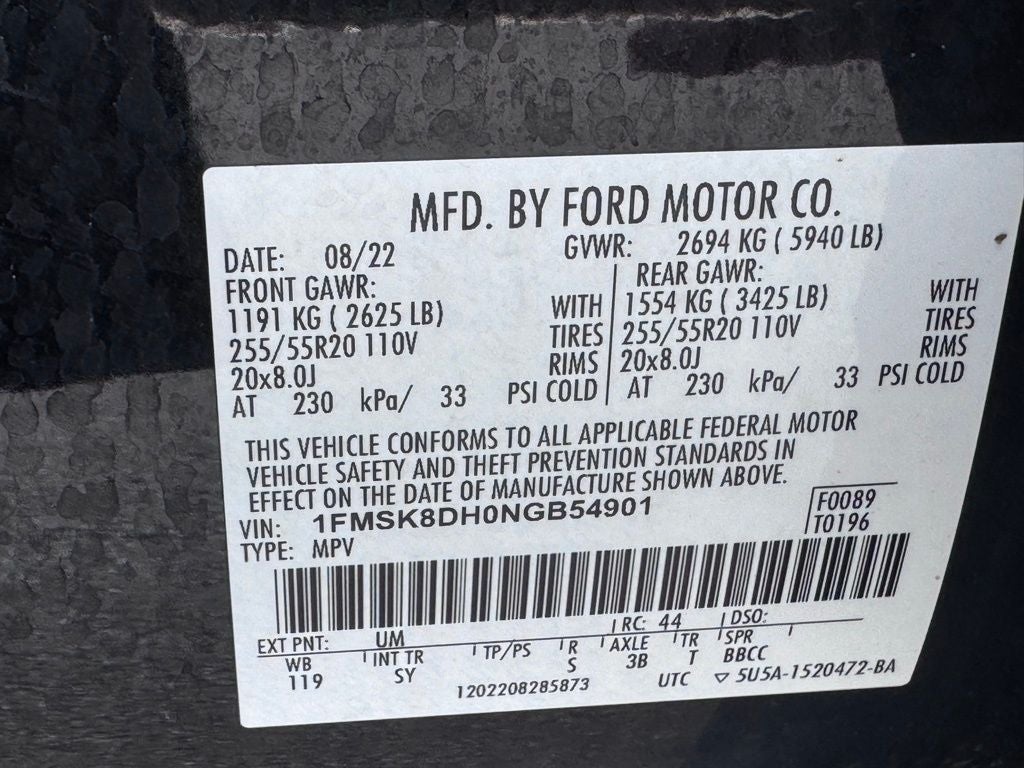 MFD. BY FORD MOTOR CO.
DATE: 08/22 GVWR: 2694 KG ( 5940 LB)
FRONT GAWR: REAR GAWR:
1191 KG ( 2625 LB) WITH 1554 KG ( 3425 LB) WITH
255/55R20 110V TIRES 255/55R20 110V TIRES
20x8.0J RIMS 20x8.0J RIMS
AT 230 kPa/ 33 PSI COLD AT 230 kPa/ 33 PSI COLD
THIS VEHICLE CONFORMS TO ALL APPLICABLE FEDERAL MOTOR
VEHICLE SAFETY AND THEFT PREVENTION STANDARDS IN
EFFECT ON THE DATE OF MANUFACTURE SHOWN ABOVE.
VIN: 1FMSK8DH0NGB54901 F0089
TYPE: MPV T0196
EXT PNT: UM RC: 44 DSO:
WB INT TR TP/PS R AXLE TR SPR
119 SY S 3B T BBCC
1202208285873 UTC ▽ 5U5A-1520472-BA